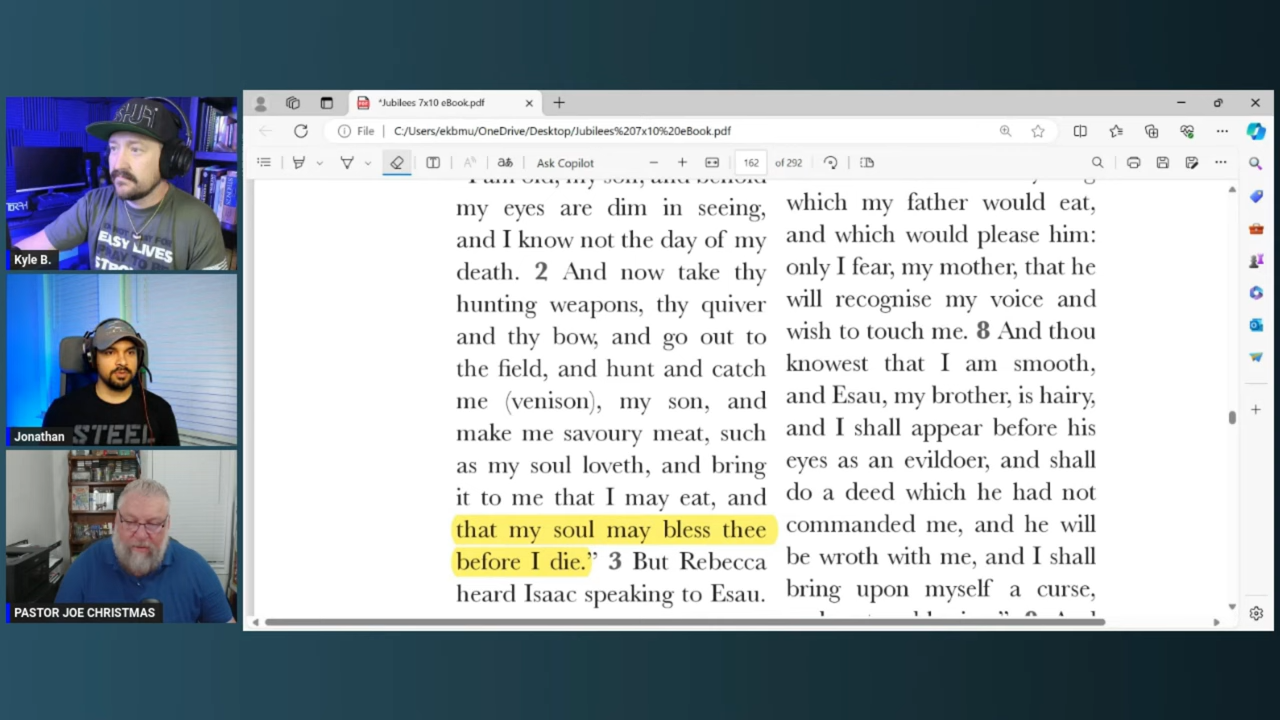 Kyle B.
EASY LIVES
Jonathan
STEEL
PASTOR JOE CHRISTMAS
*Jubilees 7x10 eBook.pdf
File
C:/Users/ekbmu/OneDrive/Desktop/Jubilees%207x10%20eBook.pdf
Ask Copilot
162 of 292
my eyes are dim in seeing,
and I know not the day of my
death. 2 And now take thy
hunting weapons, thy quiver
and thy bow, and go out to
the field, and hunt and catch
me (venison), my son, and
make me savoury meat, such
as my soul loveth, and bring
it to me that I may eat, and
that my soul may bless thee
before I die.” 3 But Rebecca
heard Isaac speaking to Esau.
which my father would eat,
and which would please him:
only I fear, my mother, that he
will recognise my voice and
wish to touch me. 8 And thou
knowest that I am smooth,
and Esau, my brother, is hairy,
and I shall appear before his
eyes as an evildoer, and shall
do a deed which he had not
commanded me, and he will
be wroth with me, and I shall
bring upon myself a curse,